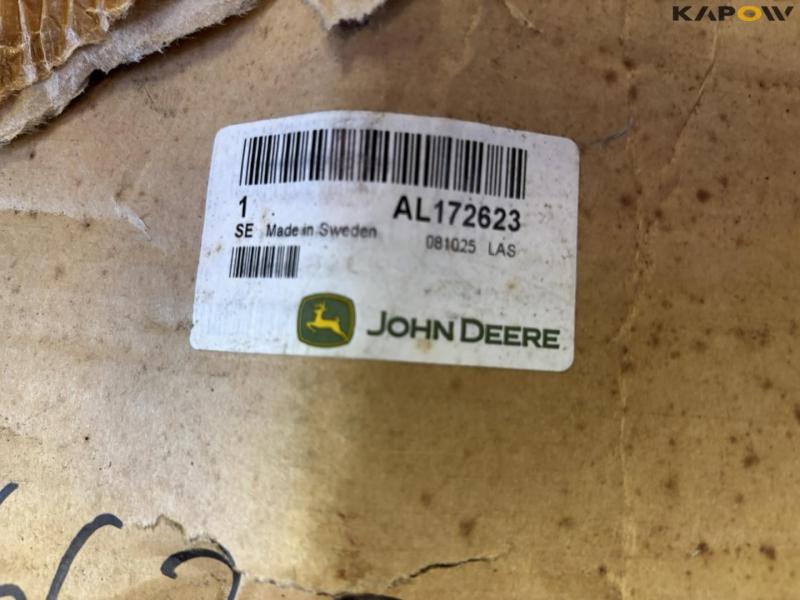 KAPOW
1 AL172623
SE Made in Sweden
081025 LAS
JOHN DEERE